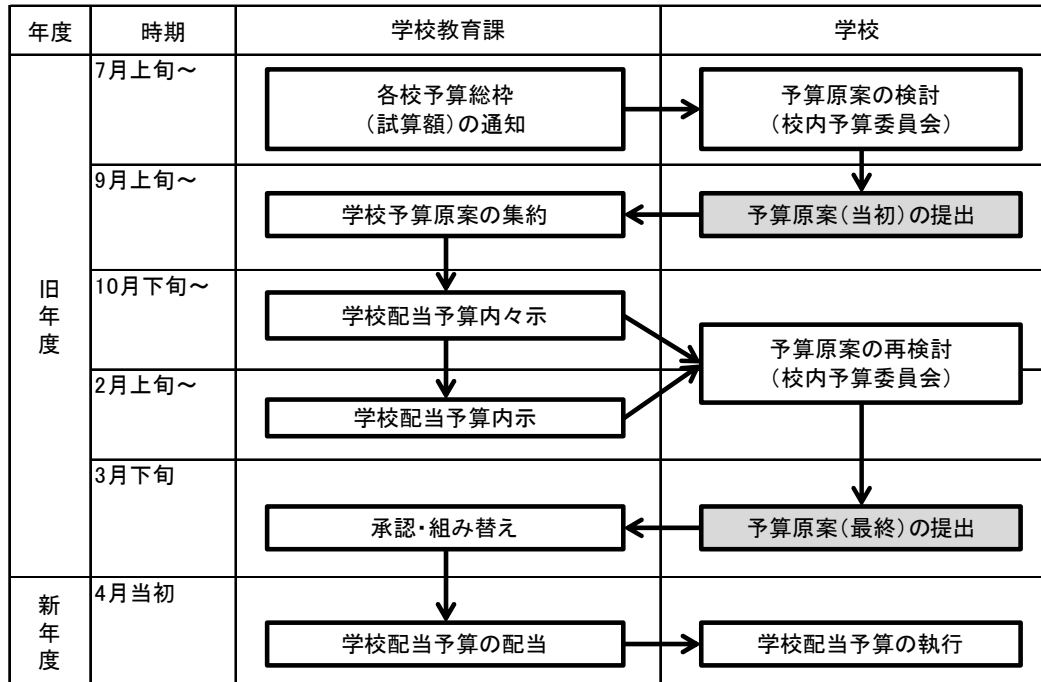 年度
時期
学校教育課
学校
旧年度
7月上旬～
各校予算総枠
（試算額）の通知
予算原案の検討
（校内予算委員会）
9月上旬～
学校予算原案の集約
予算原案（当初）の提出
10月下旬～
学校配当予算内々示
予算原案の再検討
（校内予算委員会）
2月上旬～
学校配当予算内示
3月下旬
承認・組み替え
予算原案（最終）の提出
新年度
4月当初
学校配当予算の配当
学校配当予算の執行